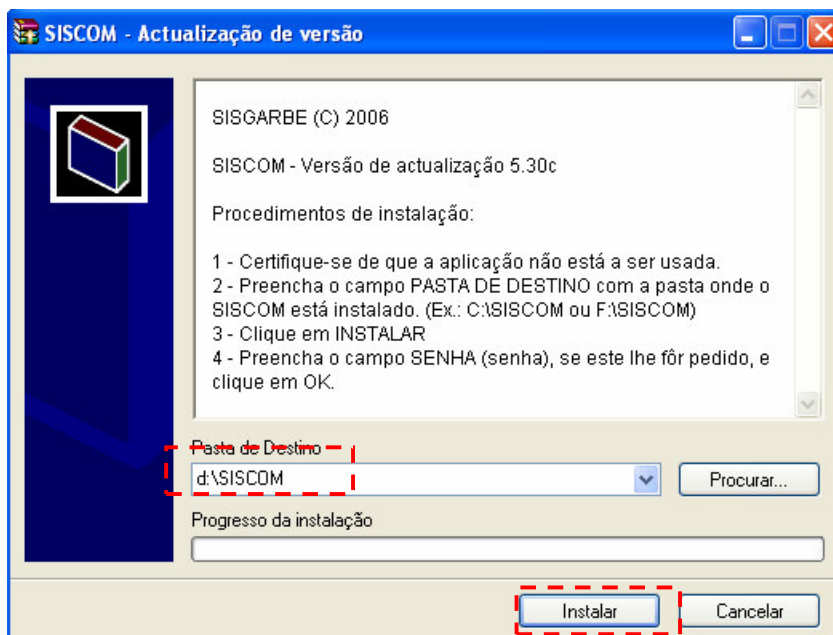 SISCOM - Actualização de versão
SISGARBE (C) 2006
SISCOM - Versão de actualização 5.30c
Procedimentos de instalação:
1 - Certifique-se de que a aplicação não está a ser usada.
2 - Preencha o campo PASTA DE DESTINO com a pasta onde o
SISCOM está instalado. (Ex.: C:\SISCOM ou F:\SISCOM)
3 - Clique em INSTALAR
4 - Preencha o campo SENHA (senha), se este lhe fôr pedido, e
clique em OK.
Pasta de Destino
d:\SISCOM
Procurar...
Progresso da instalação
Instalar
Cancelar